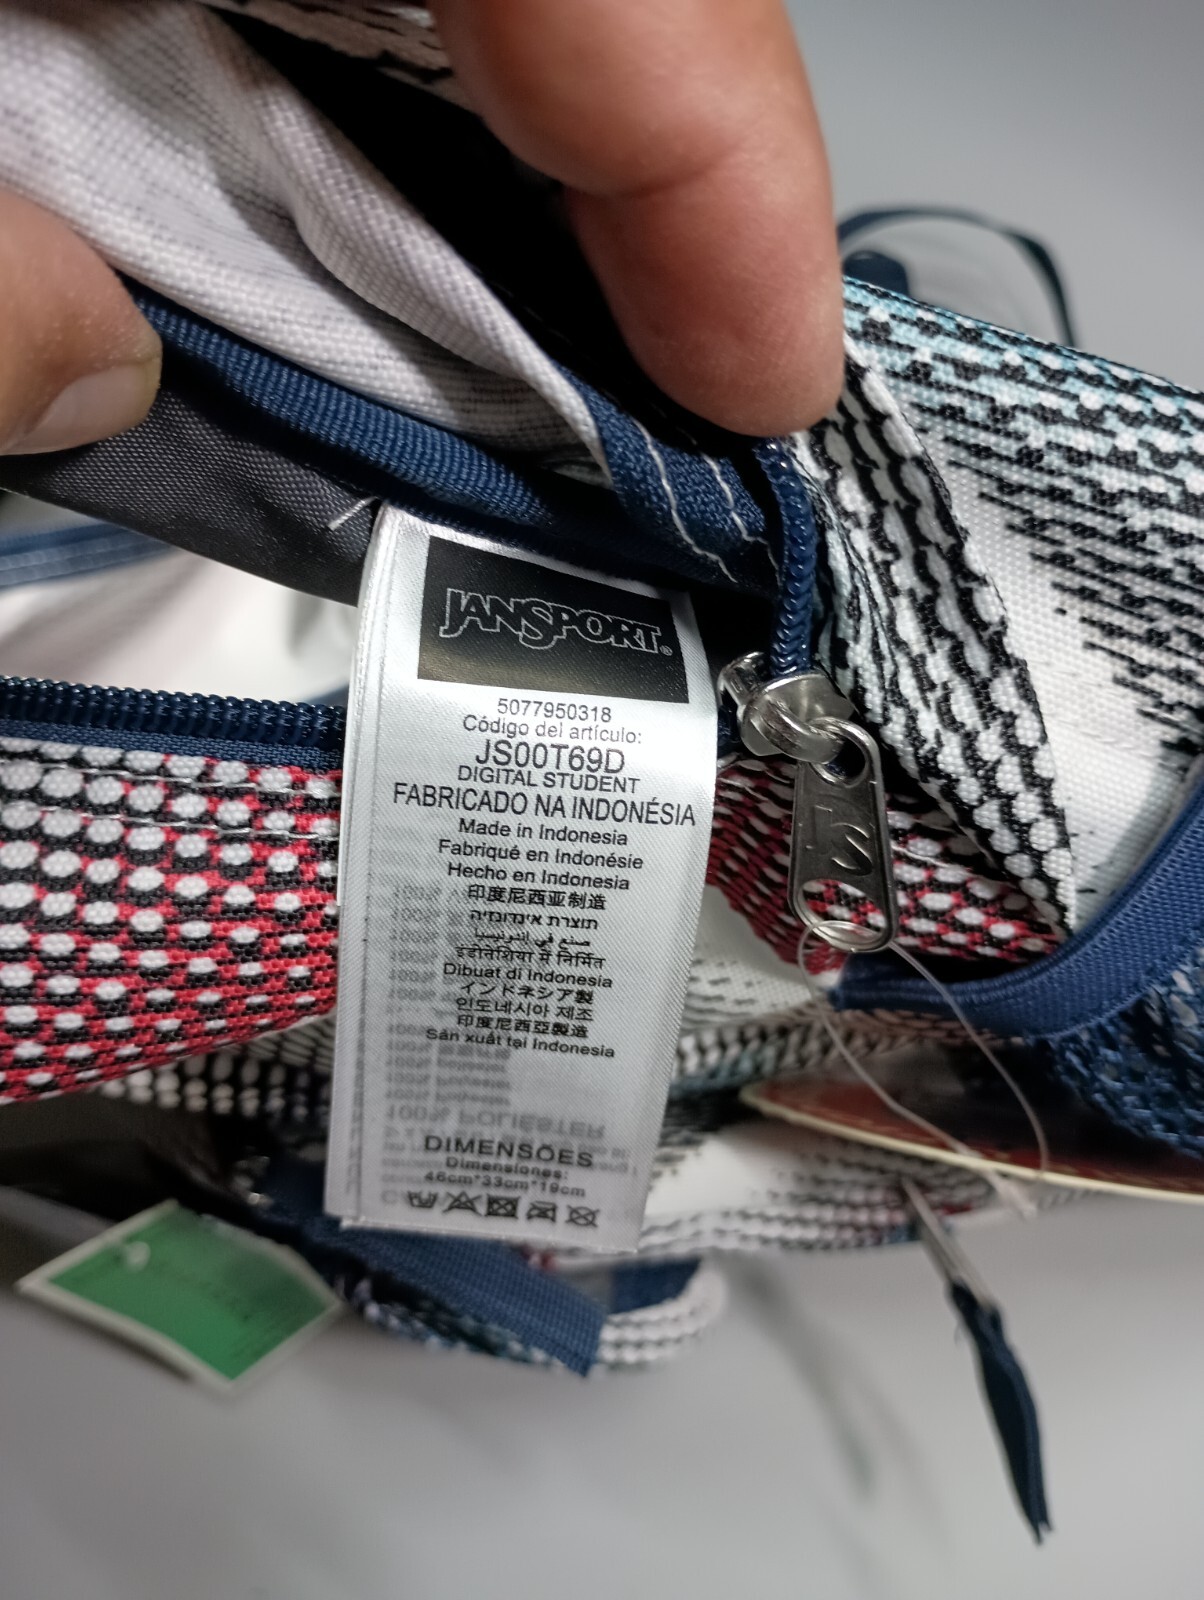 JANSPORT®
5077950318
Código del artículo:
JS00T69D
DIGITAL STUDENT
FABRICADO NA INDONÉSIA
Made in Indonesia
Fabriqué en Indonésie
Hecho en Indonesia
印度尼西亚制造
תוצרת אינדונזיה
صنع في إندونيسيا
इंडोनेशिया में निर्मित
Dibuat di Indonesia
インドネシア製
인도네시아 제조
印度尼西亞製造
Sản xuất tại Indonesia
100% POLIESTER
DIMENSÕES
Dimensiones:
46cm*33cm*19cm